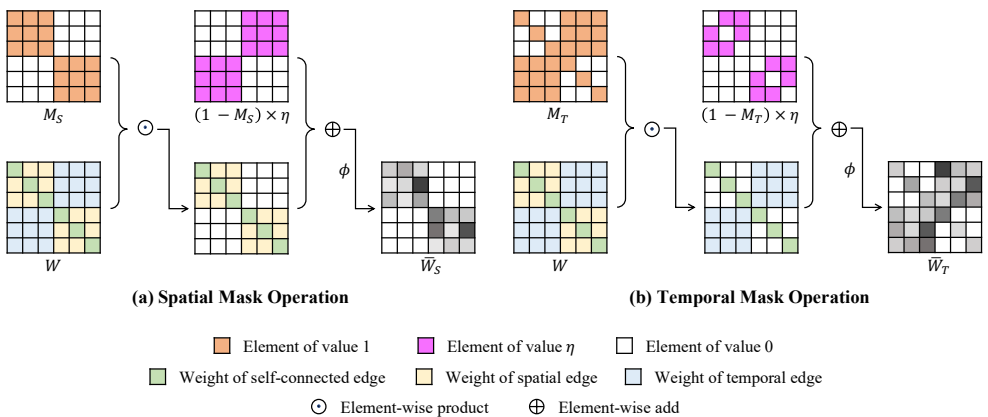 M_S (1 − M_S) × η M_T (1 − M_T) × η
⊙ ⊕ ⊙ ⊕
ϕ ϕ
W W̅_S W W̅_T
(a) Spatial Mask Operation (b) Temporal Mask Operation
Element of value 1 Element of value η Element of value 0
Weight of self-connected edge Weight of spatial edge Weight of temporal edge
⊙ Element-wise product ⊕ Element-wise add